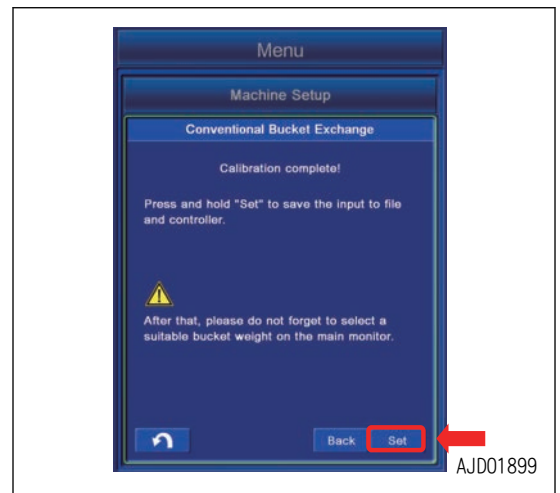 Menu
Machine Setup
Conventional Bucket Exchange
Calibration complete!
Press and hold "Set" to save the input to file
and controller.
After that, please do not forget to select a
suitable bucket weight on the main monitor.
Back Set
AJD01899